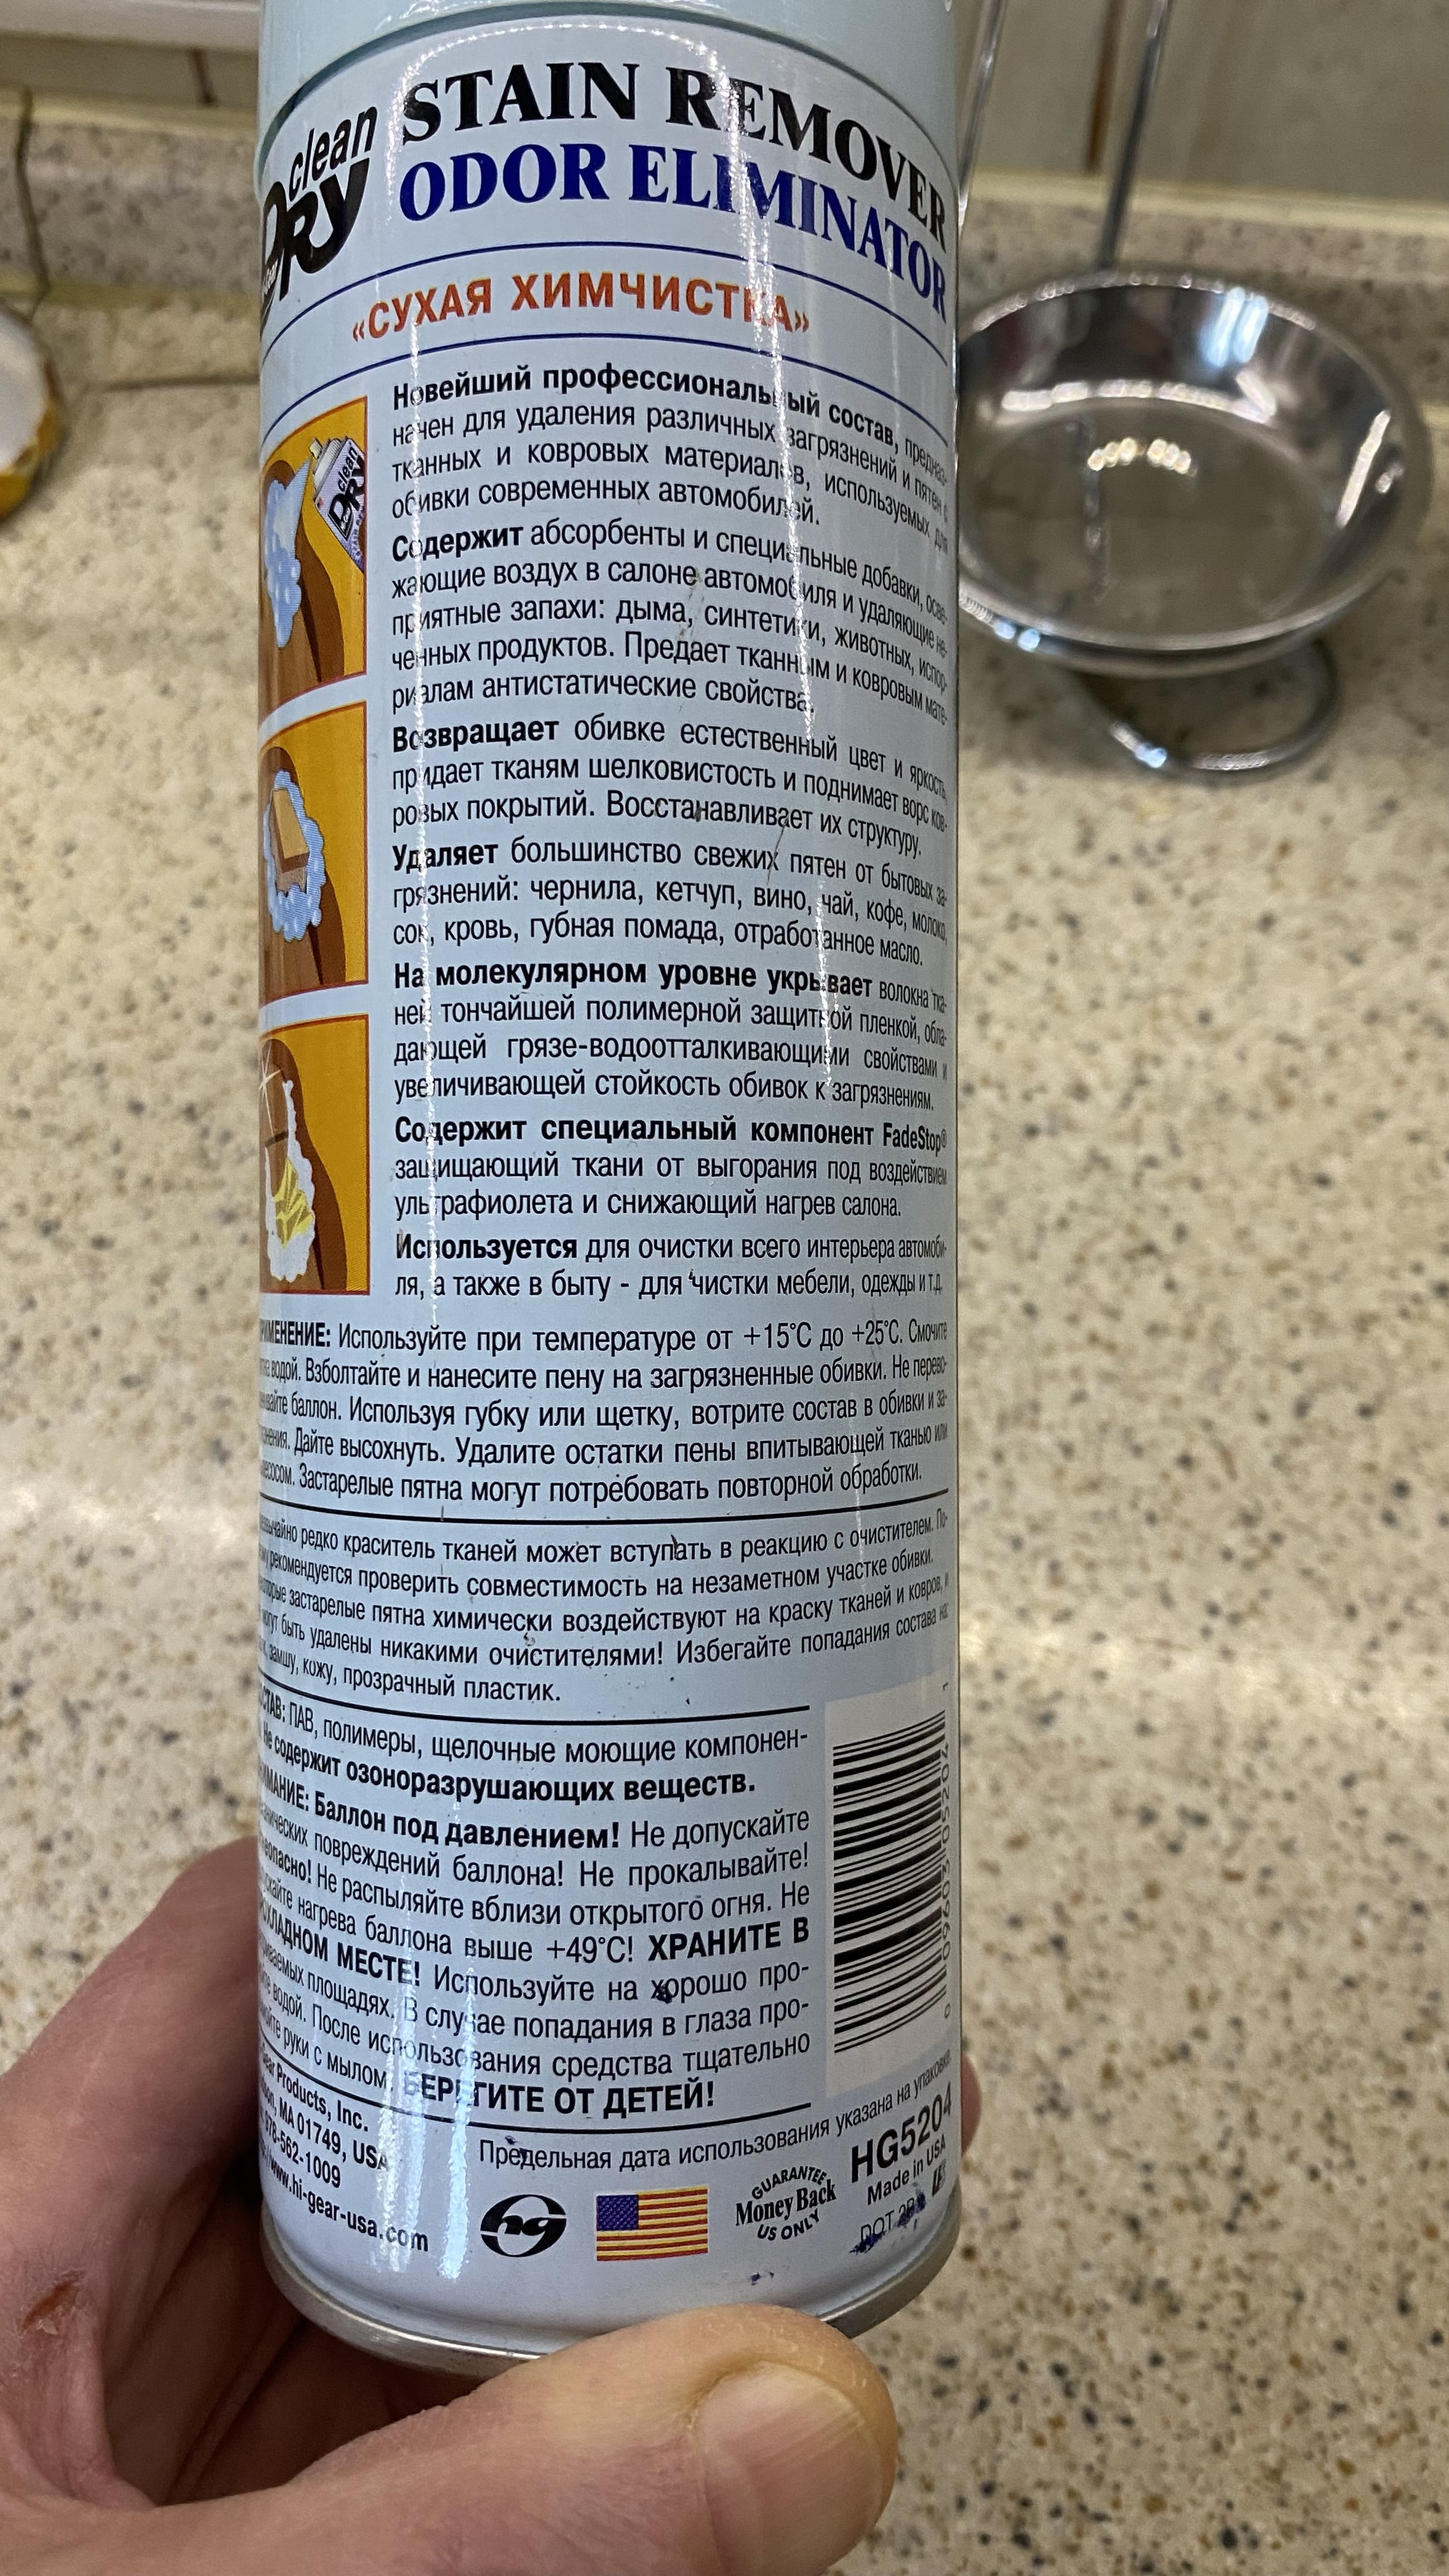 clean
DRY
STAIN REMOVER
ODOR ELIMINATOR
«СУХАЯ ХИМЧИСТКА»
Новейший профессиональный состав, предназ-
начен для удаления различных загрязнений и пятен с
тканных и ковровых материалов, используемых для
обивки современных автомобилей.
Содержит абсорбенты и специальные добавки, осве-
жающие воздух в салоне автомобиля и удаляющие не-
приятные запахи: дыма, синтетики, животных, испор-
ченных продуктов. Предает тканным и ковровым мате-
риалам антистатические свойства.
Возвращает обивке естественный цвет и яркость,
придает тканям шелковистость и поднимает ворс ков-
ровых покрытий. Восстанавливает их структуру.
Удаляет большинство свежих пятен от бытовых за-
грязнений: чернила, кетчуп, вино, чай, кофе, молоко,
сок, кровь, губная помада, отработанное масло.
На молекулярном уровне укрывает волокна тка-
ней тончайшей полимерной защитной пленкой, обла-
дающей грязе-водоотталкивающими свойствами и
увеличивающей стойкость обивок к загрязнениям.
Содержит специальный компонент FadeStop®
защищающий ткани от выгорания под воздействием
ультрафиолета и снижающий нагрев салона.
Используется для очистки всего интерьера автомоби-
ля, а также в быту - для чистки мебели, одежды и т.д.
РИМЕНЕНИЕ: Используйте при температуре от +15°C до +25°C. Смочите
водой. Взболтайте и нанесите пену на загрязненные обивки. Не перево-
баллон. Используя губку или щетку, вотрите состав в обивки и за-
Дайте высохнуть. Удалите остатки пены впитывающей тканью или
Застарелые пятна могут потребовать повторной обработки.
редко краситель тканей может вступать в реакцию с очистителем. По-
рекомендуется проверить совместимость на незаметном участке обивки.
застарелые пятна химически воздействуют на краску тканей и ковров, и
могут быть удалены никакими очистителями! Избегайте попадания состава на
замшу, кожу, прозрачный пластик.
СТАВ: ПАВ, полимеры, щелочные моющие компонен-
Не содержит озоноразрушающих веществ.
ИМАНИЕ: Баллон под давлением! Не допускайте
повреждений баллона! Не прокалывайте!
Не распыляйте вблизи открытого огня. Не
нагрева баллона выше +49°C! ХРАНИТЕ В
ХЛАДНОМ МЕСТЕ! Используйте на хорошо про-
площадях. В случае попадания в глаза про-
водой. После использования средства тщательно
руки с мылом. БЕРЕГИТЕ ОТ ДЕТЕЙ!
Gear Products, Inc.
MA 01749, USA
978-562-1009
www.hi-gear-usa.com
Предельная дата использования указана на упаковке
hg
GUARANTEE
Money Back
US ONLY
HG5204
Made in USA
DOT
0 09603 05204 1